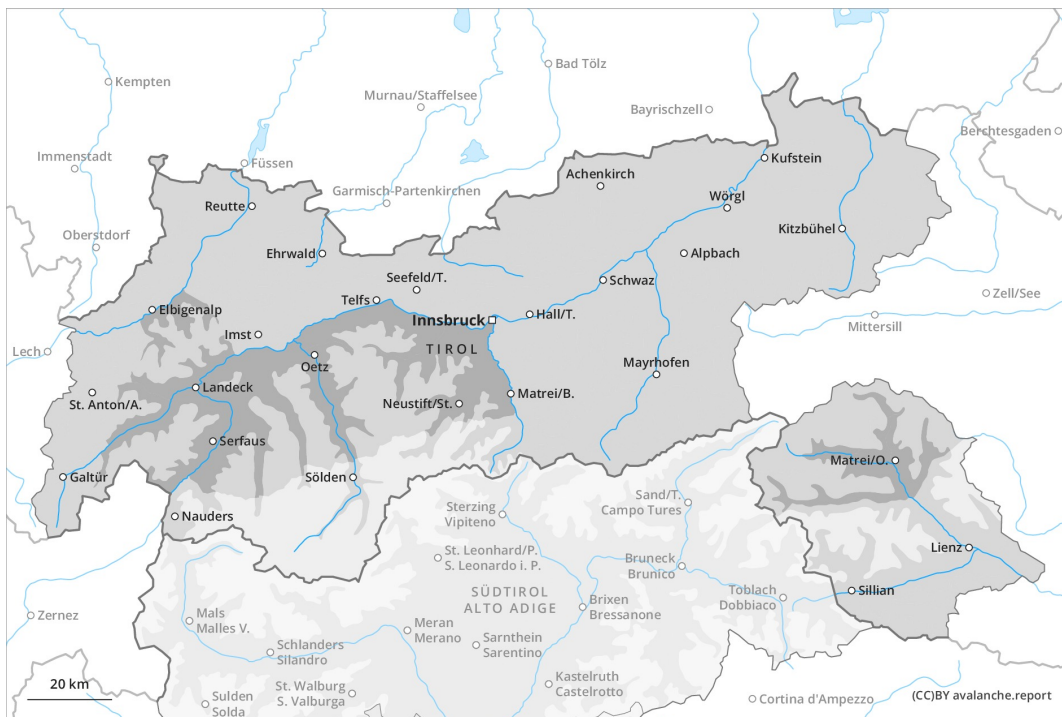 Kempten
Bad Tölz
Murnau/Staffelsee
Bayrischzell
Berchtesgaden
Immenstadt
Füssen
Kufstein
Achenkirch
Garmisch-Partenkirchen
Reutte
Wörgl
Oberstdorf
Kitzbühel
Ehrwald
Alpbach
Seefeld/T.
Schwaz
Zell/See
Telfs
Elbigenalp
Hall/T.
Innsbruck
Mittersill
Imst
Lech
TIROL
Oetz
Mayrhofen
Landeck
St. Anton/A.
Neustift/St.
Matrei/B.
Serfaus
Matrei/O.
Galtür
Sölden
Sand/T.
Campo Tures
Sterzing
Vipiteno
Nauders
Lienz
St. Leonhard/P.
S. Leonardo i. P.
Bruneck
Brunico
SÜDTIROL
ALTO ADIGE
Toblach
Dobbiaco
Sillian
Brixen
Bressanone
Zernez
Mals
Malles V.
Meran
Merano
Sarnthein
Sarentino
Schlanders
Silandro
Kastelruth
Castelrotto
20 km
St. Walburg
S. Valburga
Sulden
Solda
Cortina d'Ampezzo
(CC)BY avalanche.report